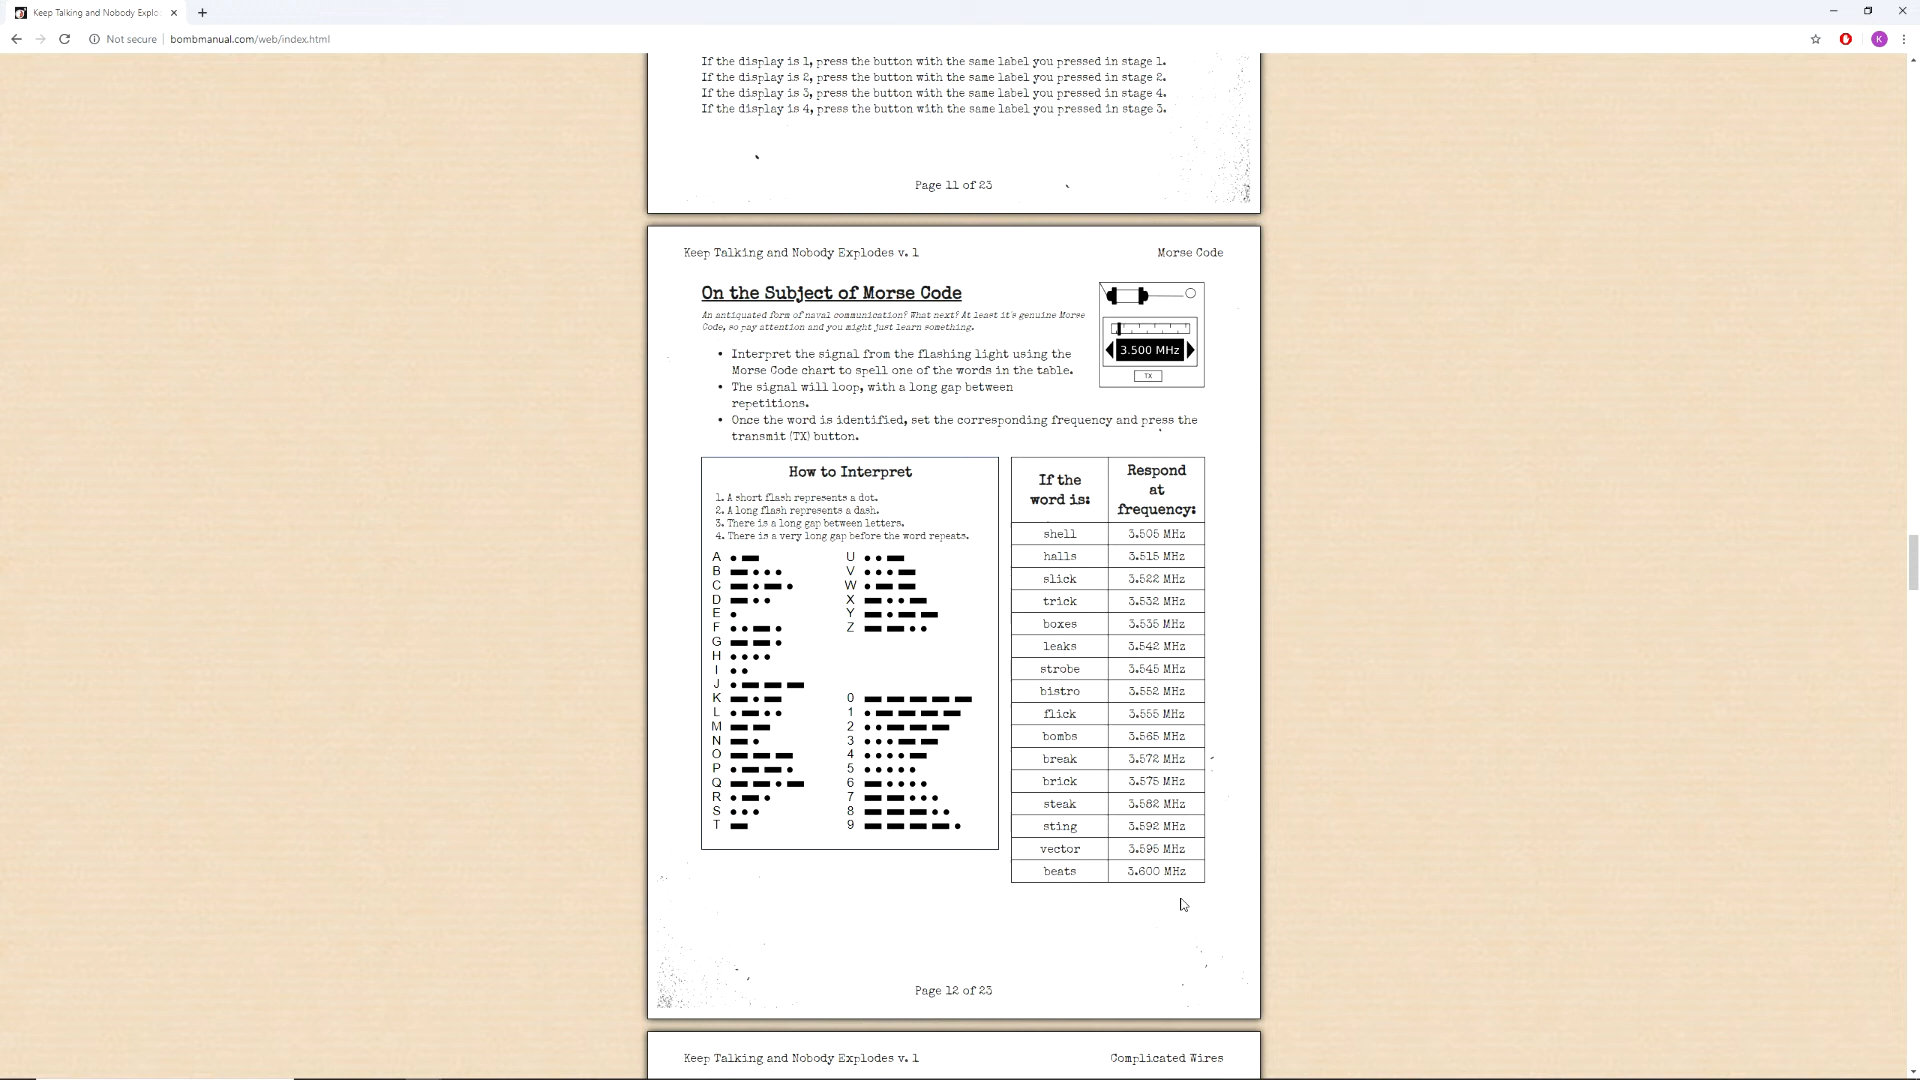 Keep Talking and Nobody Explo
Not secure
bombmanual.com/web/index.html
K
If the display is 1, press the button with the same label you pressed in stage 1.
If the display is 2, press the button with the same label you pressed in stage 2.
If the display is 3, press the button with the same label you pressed in stage 4.
If the display is 4, press the button with the same label you pressed in stage 3.
Page 11 of 23
Keep Talking and Nobody Explodes v. 1
Morse Code
On the Subject of Morse Code
An antiquated form of naval communication? What next? At least it's genuine Morse
Code, so pay attention and you might just learn something.
3.500 MHz
TX
• Interpret the signal from the flashing light using the
Morse Code chart to spell one of the words in the table.
• The signal will loop, with a long gap between
repetitions.
• Once the word is identified, set the corresponding frequency and press the
transmit (TX) button.
How to Interpret
1. A short flash represents a dot.
2. A long flash represents a dash.
3. There is a long gap between letters.
4. There is a very long gap before the word repeats.
A
B
C
D
E
F
G
H
I
J
K
L
M
N
O
P
Q
R
S
T
U
V
W
X
Y
Z
0
1
2
3
4
5
6
7
8
9
If the word is: Respond at frequency:
shell 3.505 MHz
halls 3.515 MHz
slick 3.522 MHz
trick 3.532 MHz
boxes 3.535 MHz
leaks 3.542 MHz
strobe 3.545 MHz
bistro 3.552 MHz
flick 3.555 MHz
bombs 3.565 MHz
break 3.572 MHz
brick 3.575 MHz
steak 3.582 MHz
sting 3.592 MHz
vector 3.595 MHz
beats 3.600 MHz
Page 12 of 23
Keep Talking and Nobody Explodes v. 1
Complicated Wires